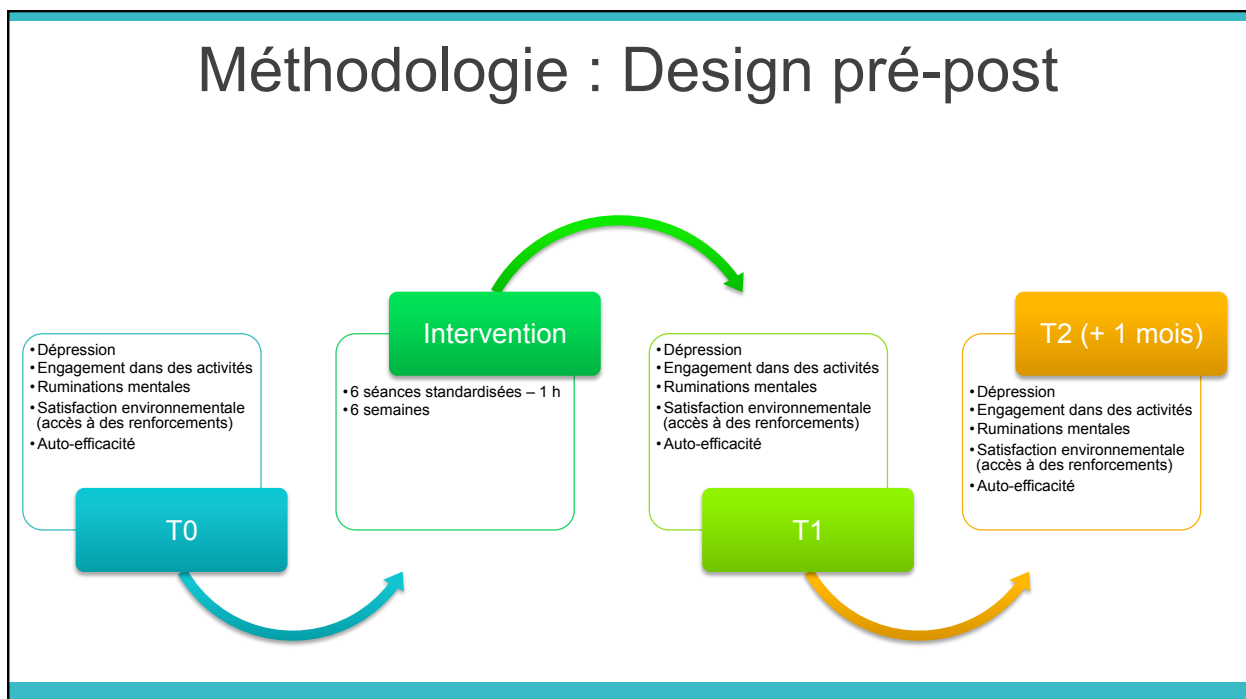 Méthodologie : Design pré-post
•Dépression
•Engagement dans des activités
•Ruminations mentales
•Satisfaction environnementale
(accès à des renforcements)
•Auto-efficacité
T0
Intervention
•6 séances standardisées – 1 h
•6 semaines
•Dépression
•Engagement dans des activités
•Ruminations mentales
•Satisfaction environnementale
(accès à des renforcements)
•Auto-efficacité
T1
T2 (+ 1 mois)
•Dépression
•Engagement dans des activités
•Ruminations mentales
•Satisfaction environnementale
(accès à des renforcements)
•Auto-efficacité